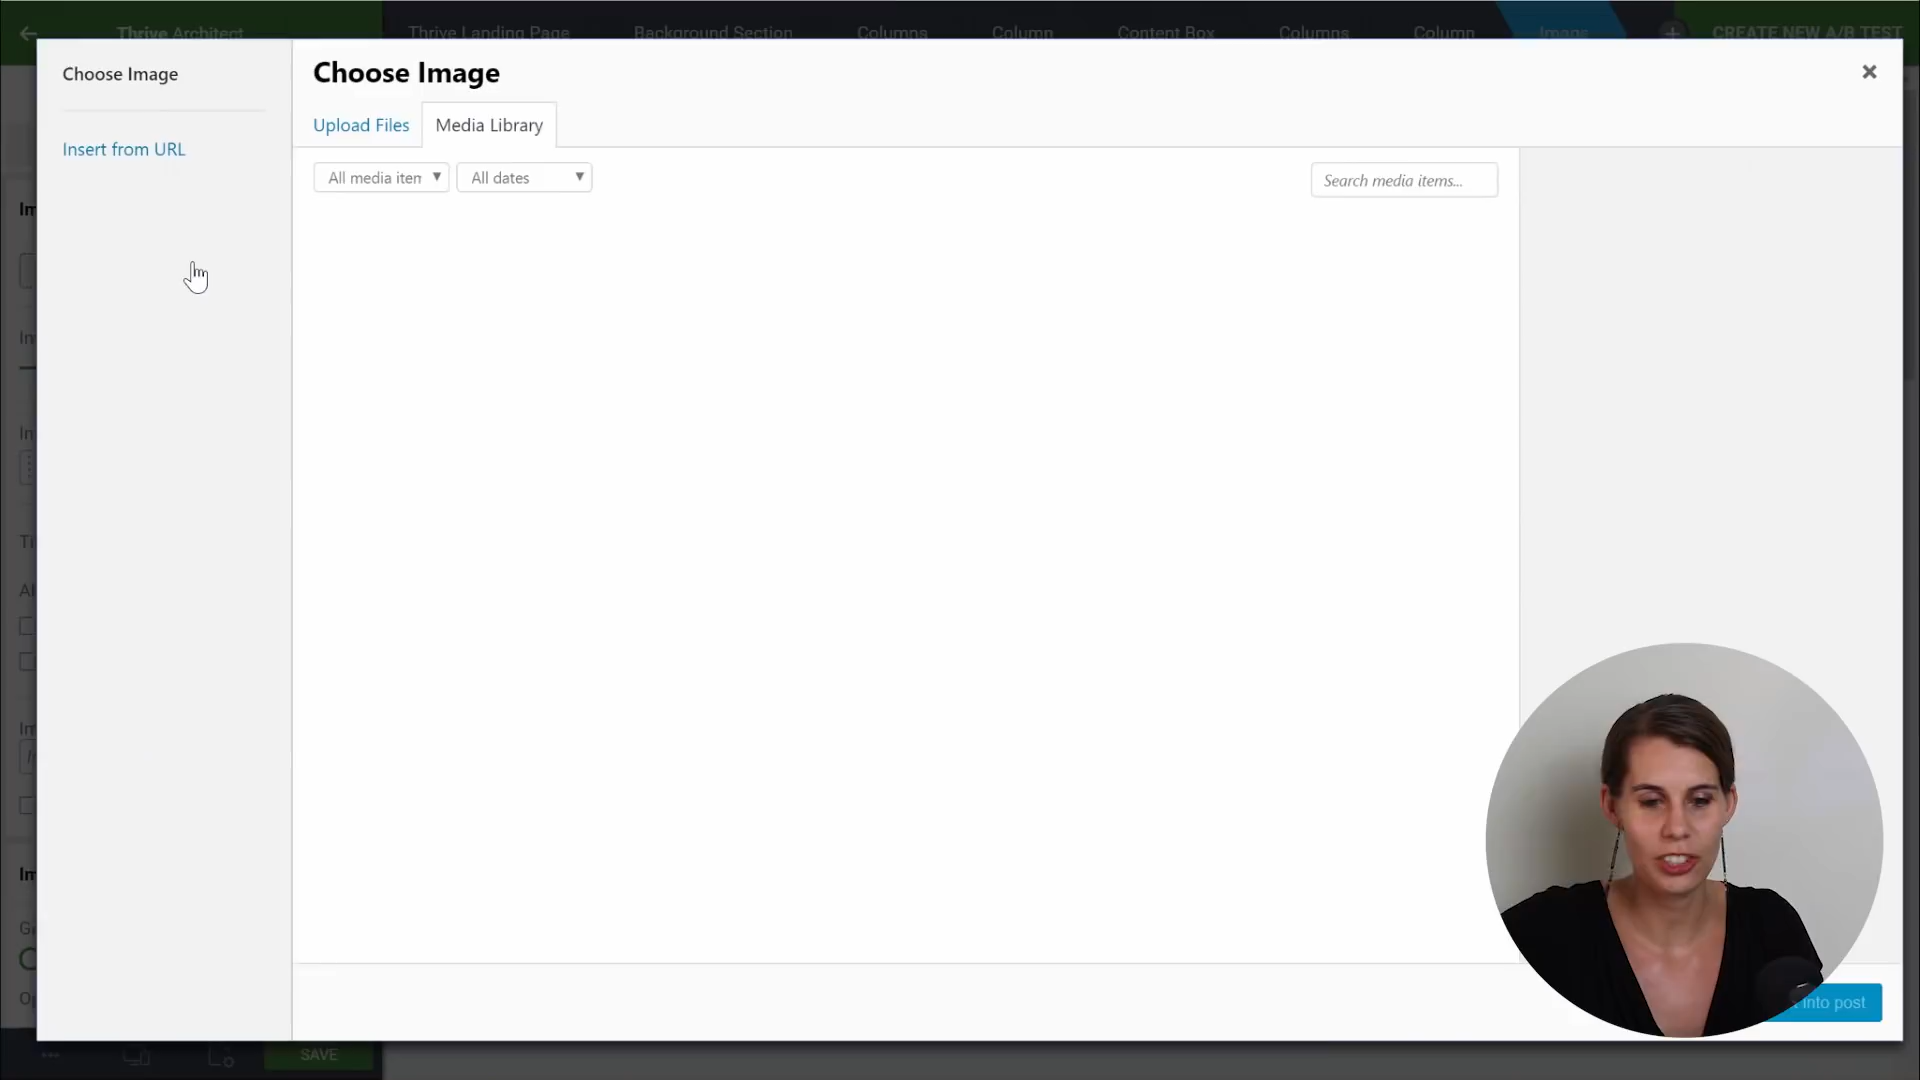 Thrive Architect
Thrive Landing Page
Background Section
Columns
Column
Content Box
Columns
Column
Image
CREATE NEW A/B TEST
Choose Image
Choose Image
Upload Files
Media Library
Insert from URL
All media iten
All dates
Search media items...
into post
SAVE